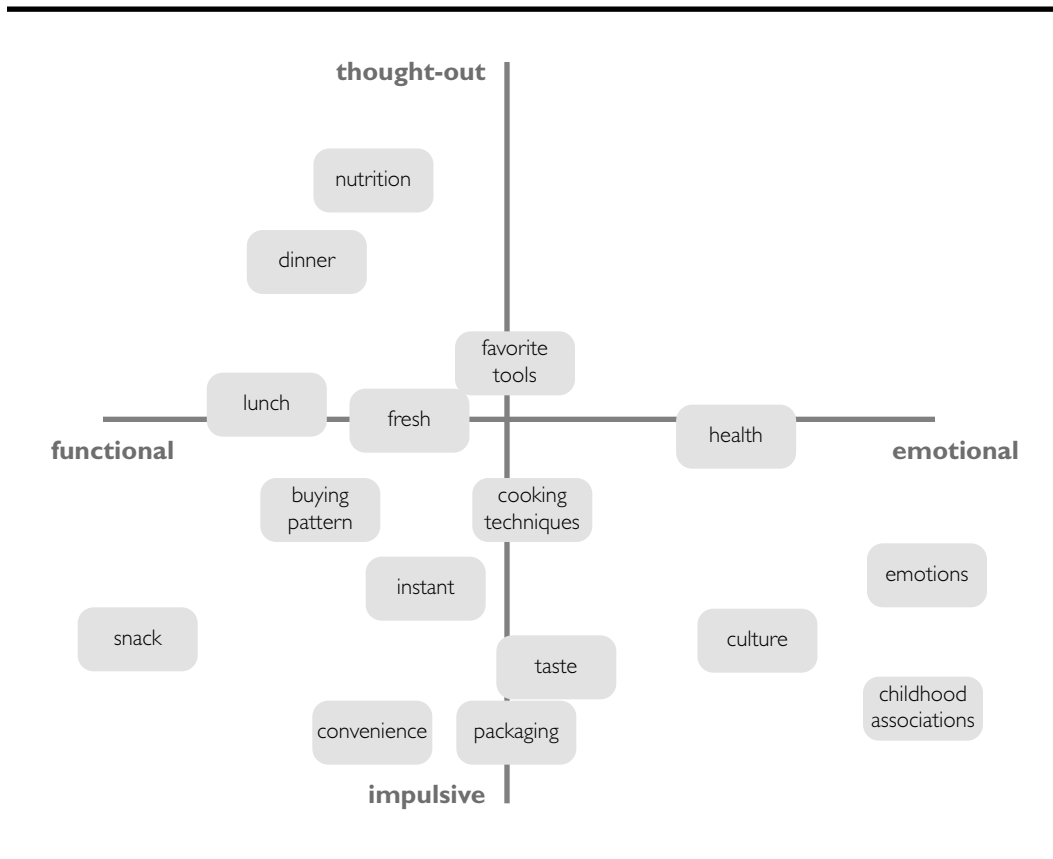 thought-out
nutrition
dinner
favorite
tools
lunch
fresh
health
functional
emotional
buying
pattern
cooking
techniques
emotions
instant
snack
culture
taste
childhood
associations
convenience
packaging
impulsive